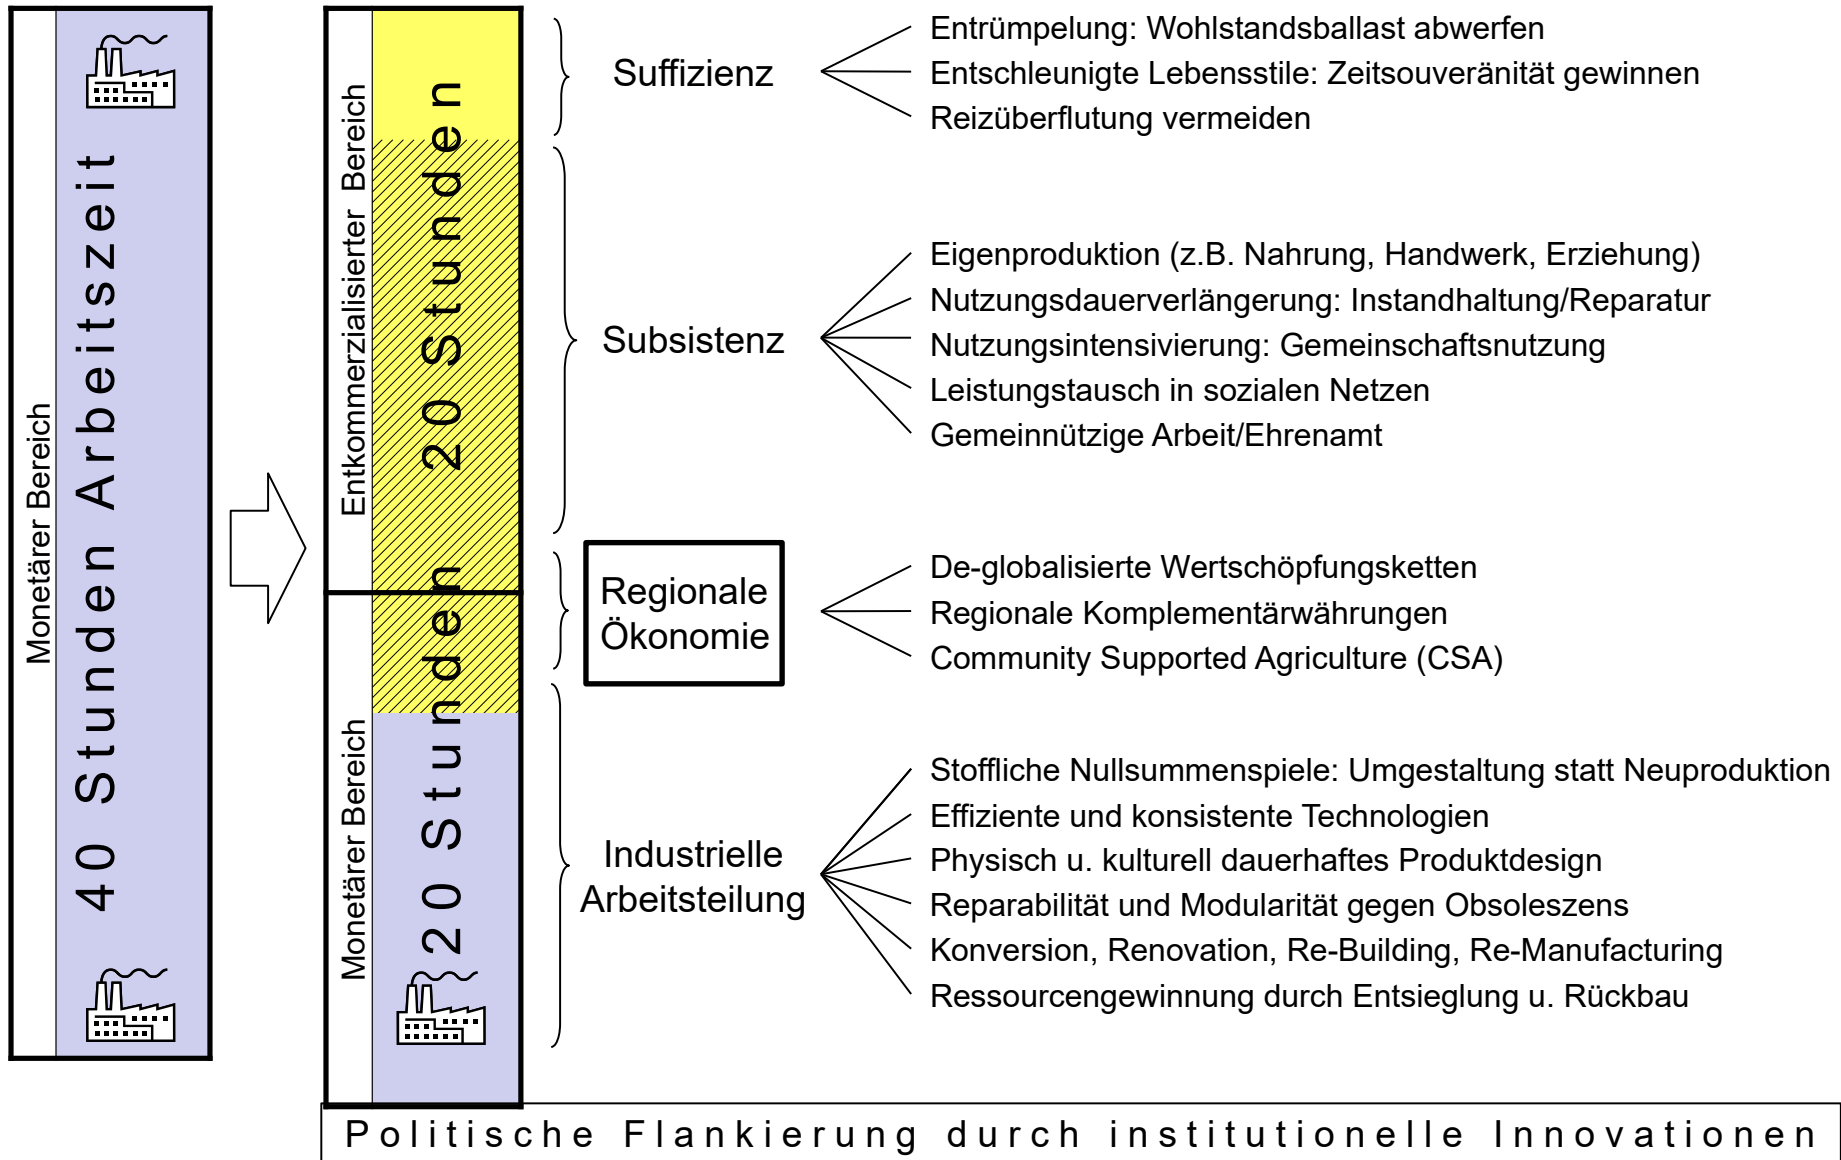 Monetärer Bereich
40 Stunden Arbeitszeit
Entkommerzialisierter Bereich
20 Stunden
Monetärer Bereich
20 Stunden
Suffizienz
Entrümpelung: Wohlstandsballast abwerfen
Entschleunigte Lebensstile: Zeitsouveränität gewinnen
Reizüberflutung vermeiden
Subsistenz
Eigenproduktion (z.B. Nahrung, Handwerk, Erziehung)
Nutzungsdauerverlängerung: Instandhaltung/Reparatur
Nutzungsintensivierung: Gemeinschaftsnutzung
Leistungstausch in sozialen Netzen
Gemeinnützige Arbeit/Ehrenamt
Regionale
Ökonomie
De-globalisierte Wertschöpfungsketten
Regionale Komplementärwährungen
Community Supported Agriculture (CSA)
Industrielle
Arbeitsteilung
Stoffliche Nullsummenspiele: Umgestaltung statt Neuproduktion
Effiziente und konsistente Technologien
Physisch u. kulturell dauerhaftes Produktdesign
Reparabilität und Modularität gegen Obsoleszens
Konversion, Renovation, Re-Building, Re-Manufacturing
Ressourcengewinnung durch Entsieglung u. Rückbau
Politische Flankierung durch institutionelle Innovationen